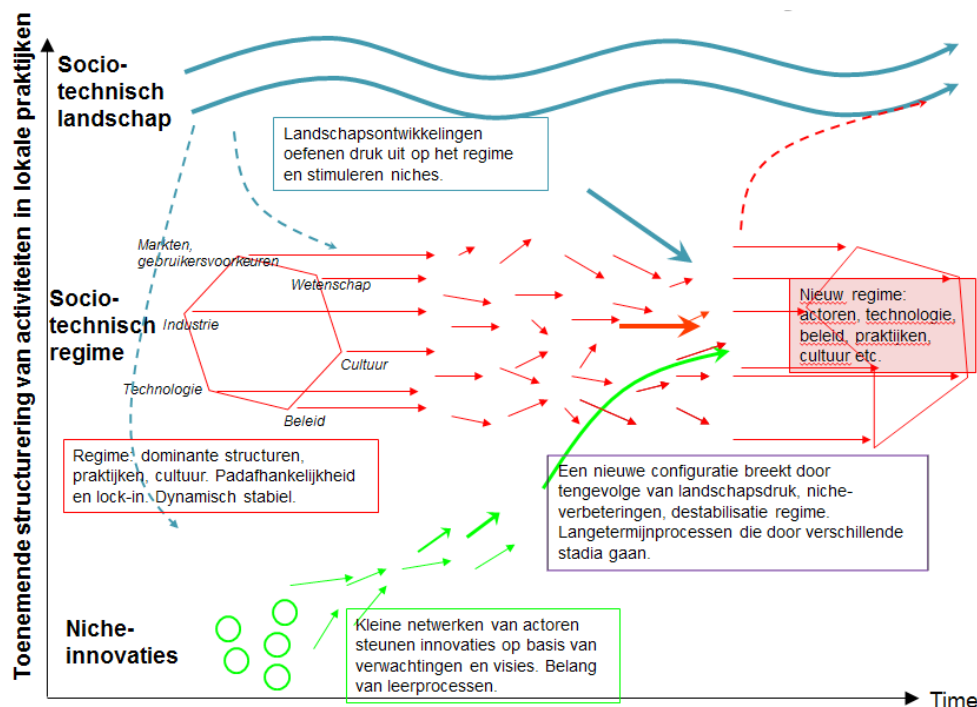 Toenemende structurering van activiteiten in lokale praktijken
Socio-
technisch
landschap
Landschapsontwikkelingen
oefenen druk uit op het regime
en stimuleren niches.
Markten,
gebruikersvoorkeuren
Wetenschap
Socio-
technisch
regime
Industrie
Cultuur
Technologie
Beleid
Nieuw regime:
actoren, technologie,
beleid, praktijken,
cultuur etc.
Regime: dominante structuren,
praktijken, cultuur. Padafhankelijkheid
en lock-in. Dynamisch stabiel.
Een nieuwe configuratie breekt door
tengevolge van landschapsdruk, niche-
verbeteringen, destabilisatie regime.
Langetermijnprocessen die door verschillende
stadia gaan.
Niche-
innovaties
Kleine netwerken van actoren
steunen innovaties op basis van
verwachtingen en visies. Belang
van leerprocessen.
Time